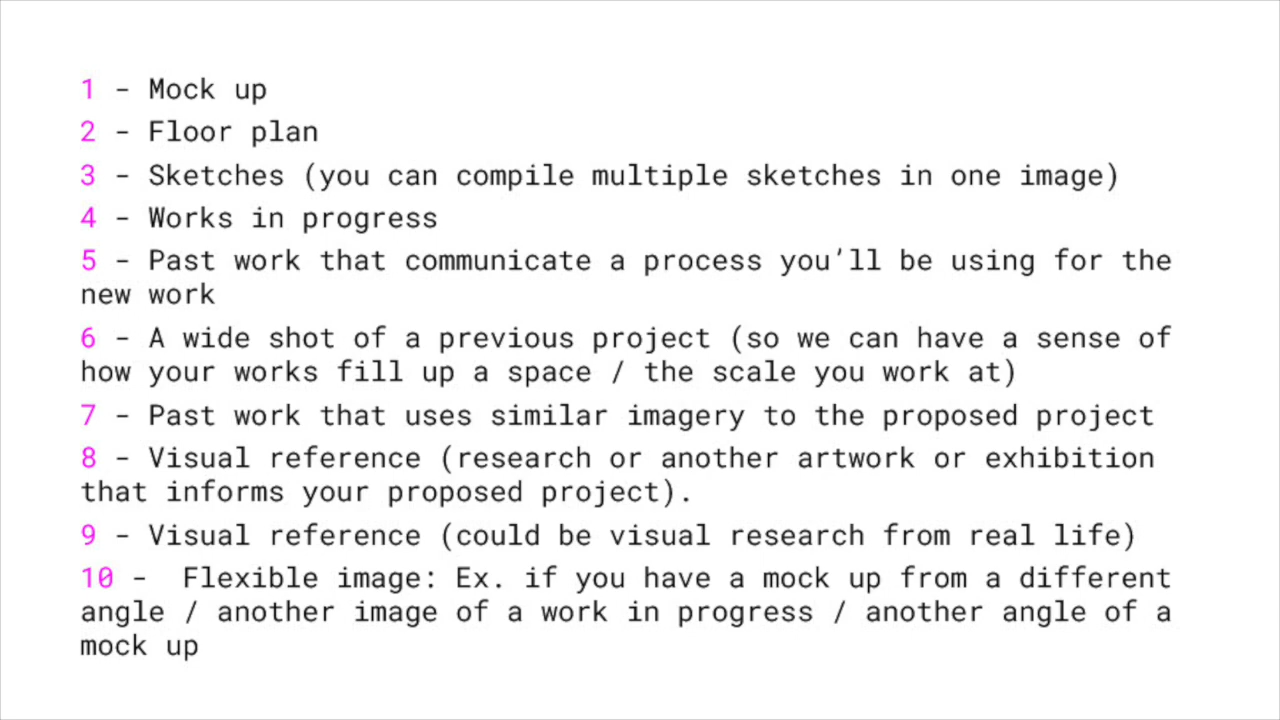 1 - Mock up
2 - Floor plan
3 - Sketches (you can compile multiple sketches in one image)
4 - Works in progress
5 - Past work that communicate a process you'll be using for the
new work
6 - A wide shot of a previous project (so we can have a sense of
how your works fill up a space / the scale you work at)
7 - Past work that uses similar imagery to the proposed project
8 - Visual reference (research or another artwork or exhibition
that informs your proposed project).
9 - Visual reference (could be visual research from real life)
10 -  Flexible image: Ex. if you have a mock up from a different
angle / another image of a work in progress / another angle of a
mock up